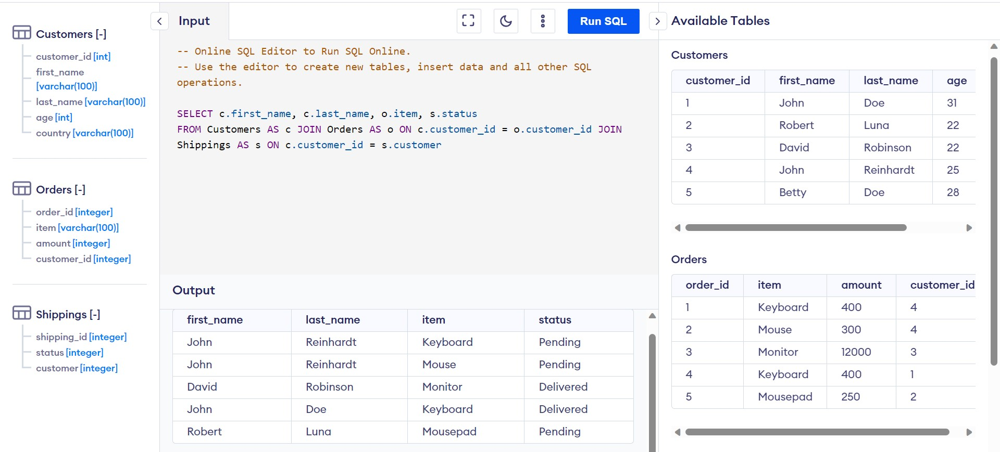 Customers [-]
customer_id [int]
first_name
[varchar(100)]
last_name [varchar(100)]
age [int]
country [varchar(100)]
Orders [-]
order_id [integer]
item [varchar(100)]
amount [integer]
customer_id [integer]
Shippings [-]
shipping_id [integer]
status [integer]
customer [integer]
Input
Run SQL
-- Online SQL Editor to Run SQL Online.
-- Use the editor to create new tables, insert data and all other SQL
operations.
SELECT c.first_name, c.last_name, o.item, s.status
FROM Customers AS c JOIN Orders AS o ON c.customer_id = o.customer_id JOIN
Shippings AS s ON c.customer_id = s.customer
Output
first_name last_name item status
John Reinhardt Keyboard Pending
John Reinhardt Mouse Pending
David Robinson Monitor Delivered
John Doe Keyboard Delivered
Robert Luna Mousepad Pending
Available Tables
Customers
customer_id first_name last_name age
1 John Doe 31
2 Robert Luna 22
3 David Robinson 22
4 John Reinhardt 25
5 Betty Doe 28
Orders
order_id item amount customer_id
1 Keyboard 400 4
2 Mouse 300 4
3 Monitor 12000 3
4 Keyboard 400 1
5 Mousepad 250 2